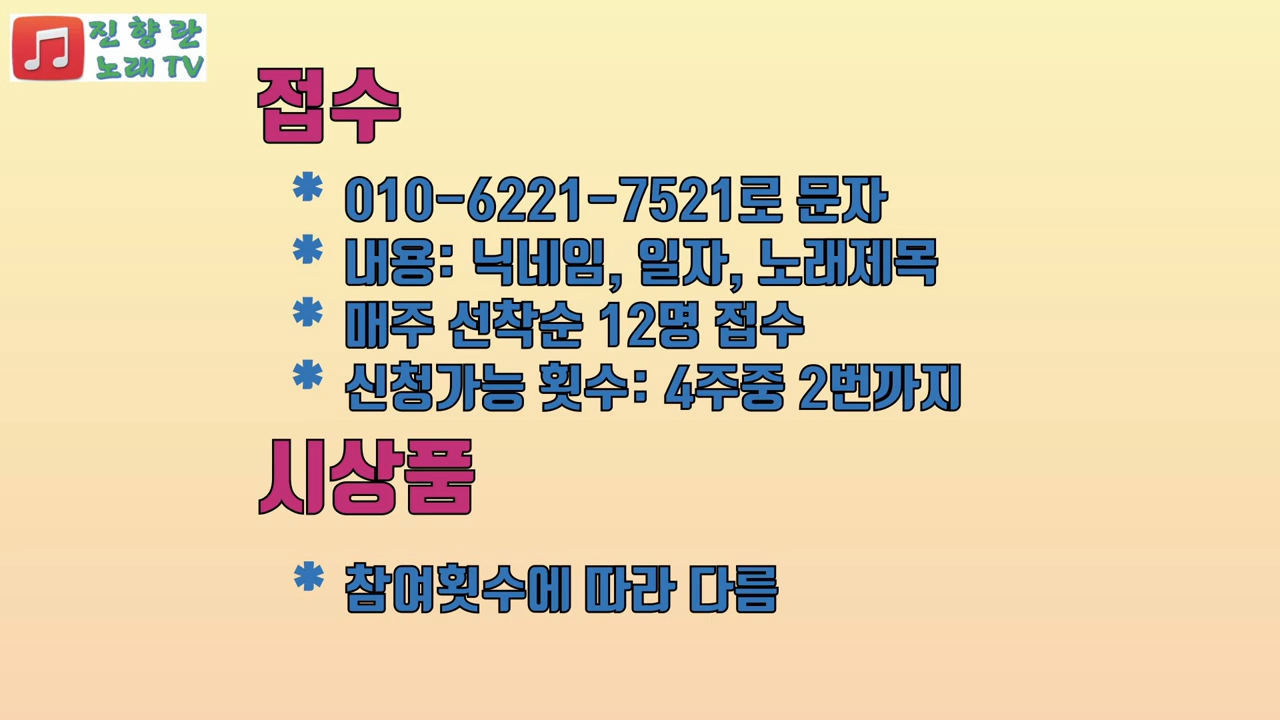 진향란
노래 TV
접수
* 010-6221-7521로 문자
* 내용: 닉네임, 일자, 노래제목
* 매주 선착순 12명 접수
* 신청가능 횟수: 4주중 2번까지
시상품
* 참여횟수에 따라 다름